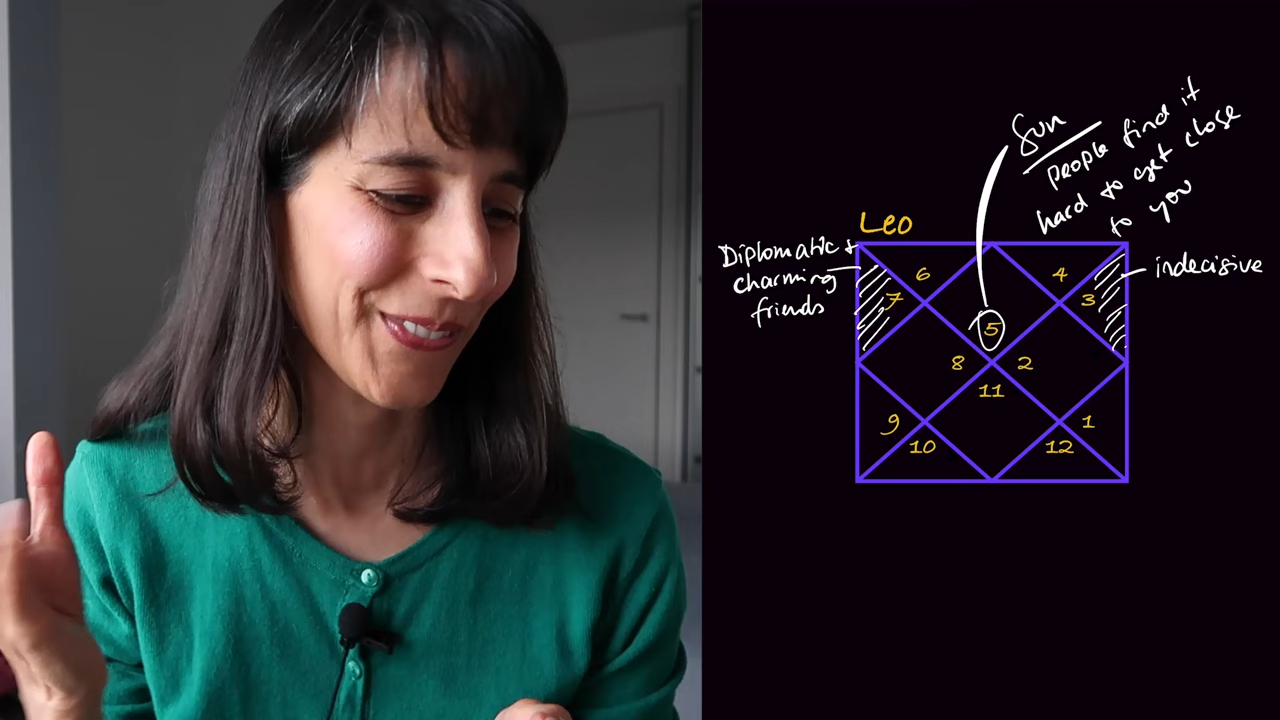 Sun
people find it
hard to get close
to you
Leo
Diplomatic +
charming
friends
indecisive
6
4
7
3
5
8
2
11
9
1
10
12